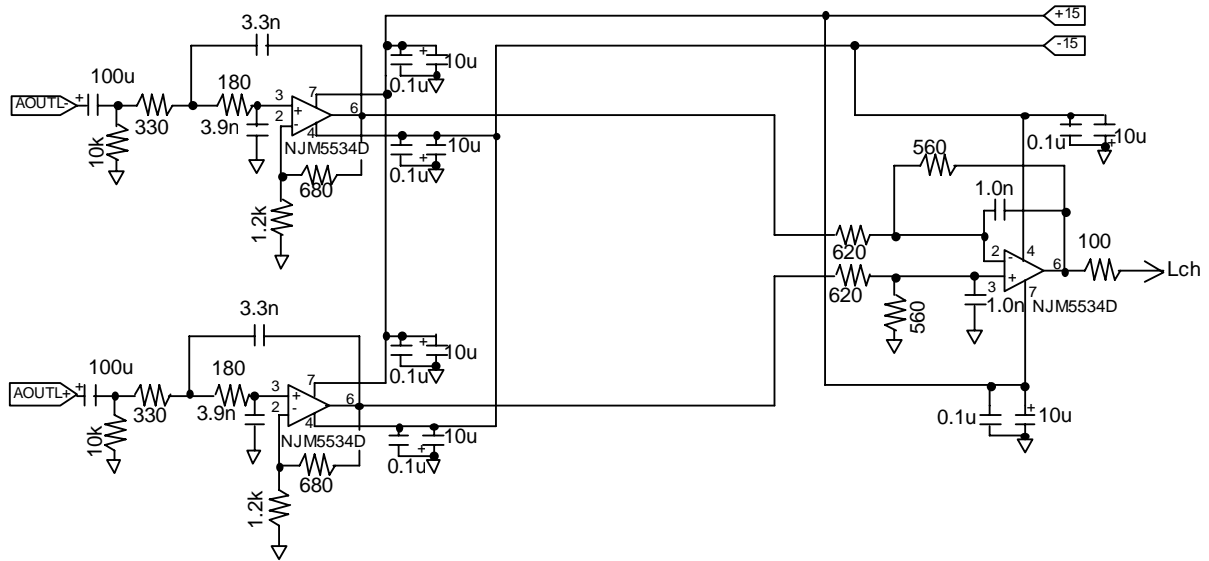 +15
-15
3.3n
100u
180
AOUTL-
+
330
10k
3.9n
3
2
+
-
7
4
6
NJM5534D
680
1.2k
+
10u
0.1u
10u
0.1u
+
560
1.0n
620
620
560
2
3
-
+
4
7
6
1.0n
NJM5534D
100
Lch
0.1u
10u
+
0.1u
+
10u
3.3n
100u
180
AOUTL+
+
330
10k
3.9n
3
2
+
-
7
4
6
NJM5534D
680
1.2k
+
10u
0.1u
10u
0.1u
+